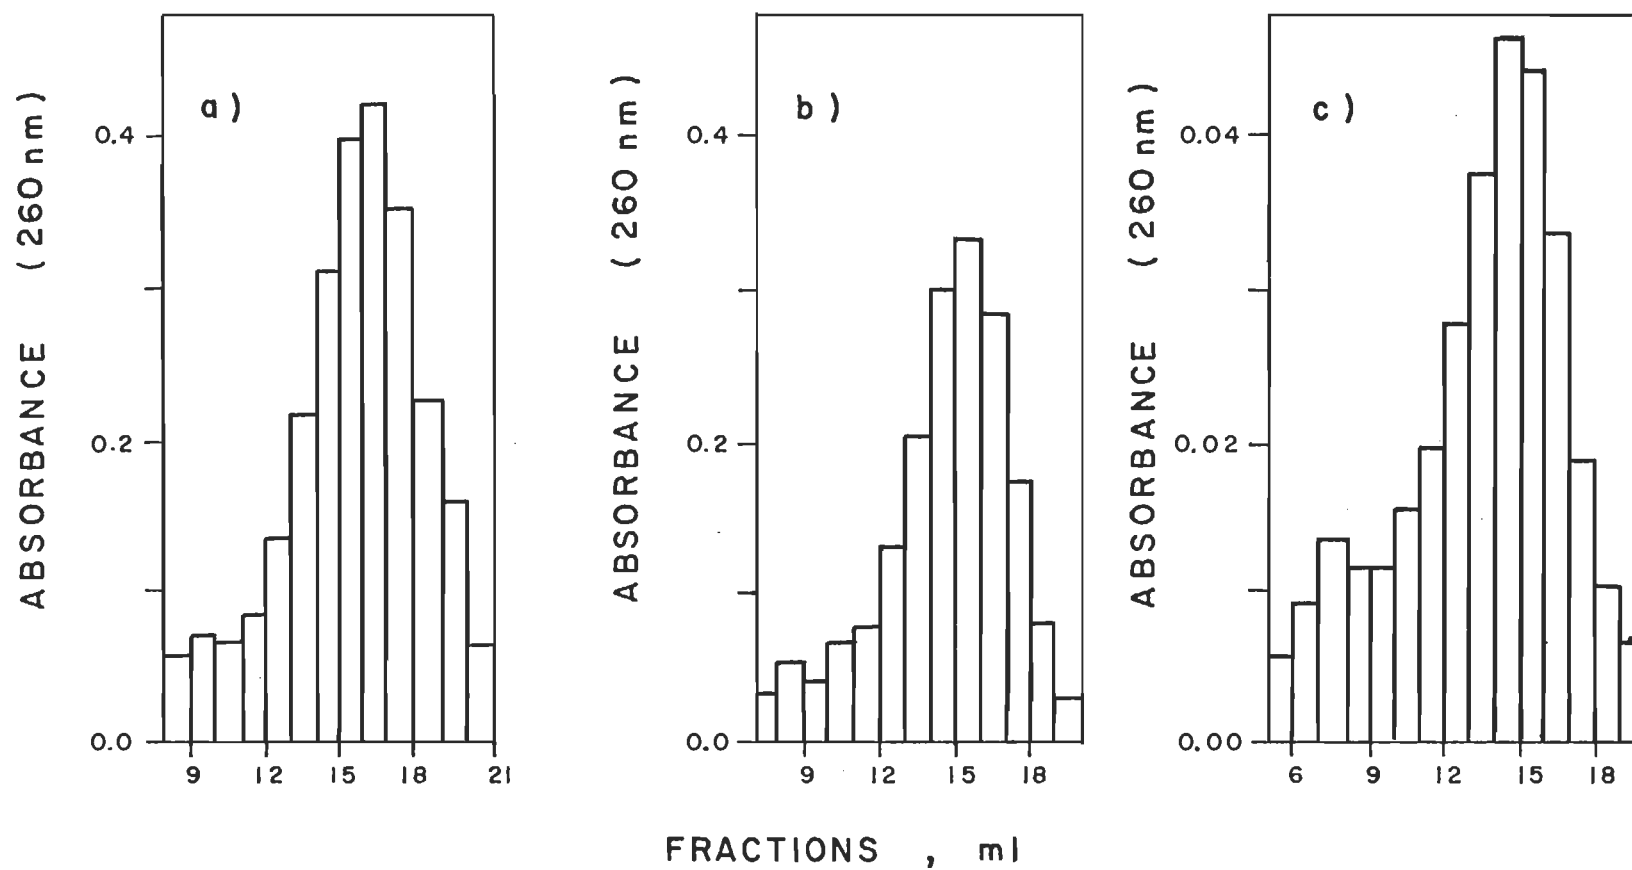 a)
ABSORBANCE (260 nm)
0.4
0.2
0.0
9 12 15 18 21
b)
ABSORBANCE (260 nm)
0.4
0.2
0.0
9 12 15 18
c)
ABSORBANCE (260 nm)
0.04
0.02
0.00
6 9 12 15 18
FRACTIONS , ml